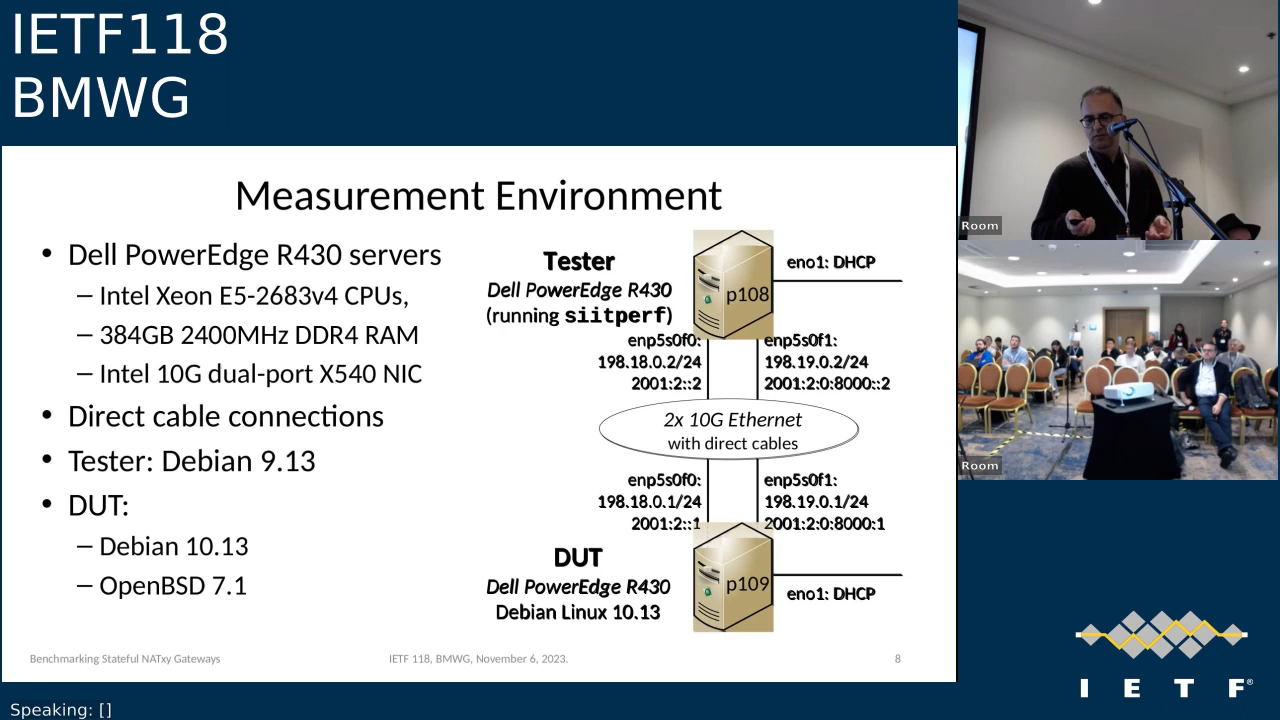 IETF118
BMWG
Measurement Environment
• Dell PowerEdge R430 servers
– Intel Xeon E5-2683v4 CPUs,
– 384GB 2400MHz DDR4 RAM
– Intel 10G dual-port X540 NIC
• Direct cable connections
• Tester: Debian 9.13
• DUT:
– Debian 10.13
– OpenBSD 7.1
Tester
Dell PowerEdge R430
(running siitperf)
p108
eno1: DHCP
enp5s0f0:
198.18.0.2/24
2001:2::2
enp5s0f1:
198.19.0.2/24
2001:2:0:8000::2
2x 10G Ethernet
with direct cables
enp5s0f0:
198.18.0.1/24
2001:2::1
enp5s0f1:
198.19.0.1/24
2001:2:0:8000:1
DUT
Dell PowerEdge R430
Debian Linux 10.13
p109
eno1: DHCP
Benchmarking Stateful NATxy Gateways
IETF 118, BMWG, November 6, 2023.
8
Room
Room
I E T F®
Speaking: []